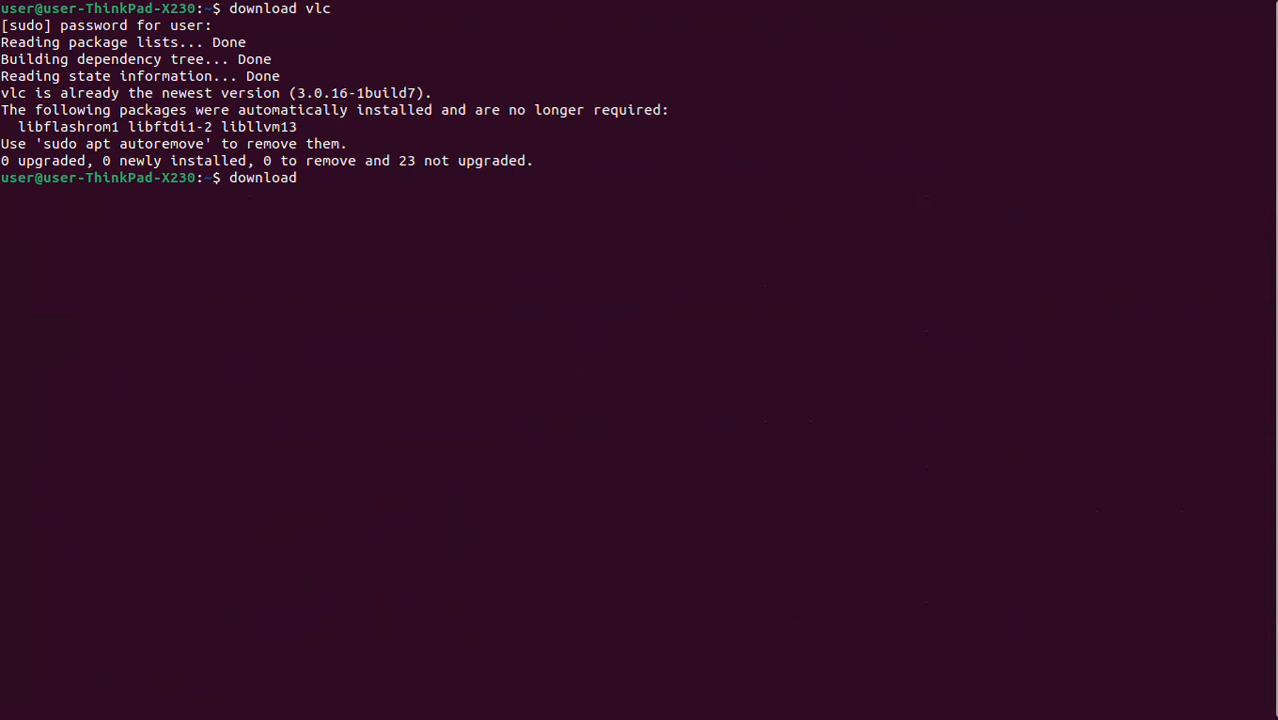 user@user-ThinkPad-X230:~$ download vlc
[sudo] password for user:
Reading package lists... Done
Building dependency tree... Done
Reading state information... Done
vlc is already the newest version (3.0.16-1build7).
The following packages were automatically installed and are no longer required:
  libflashrom1 libftdi1-2 libllvm13
Use 'sudo apt autoremove' to remove them.
0 upgraded, 0 newly installed, 0 to remove and 23 not upgraded.
user@user-ThinkPad-X230:~$ download